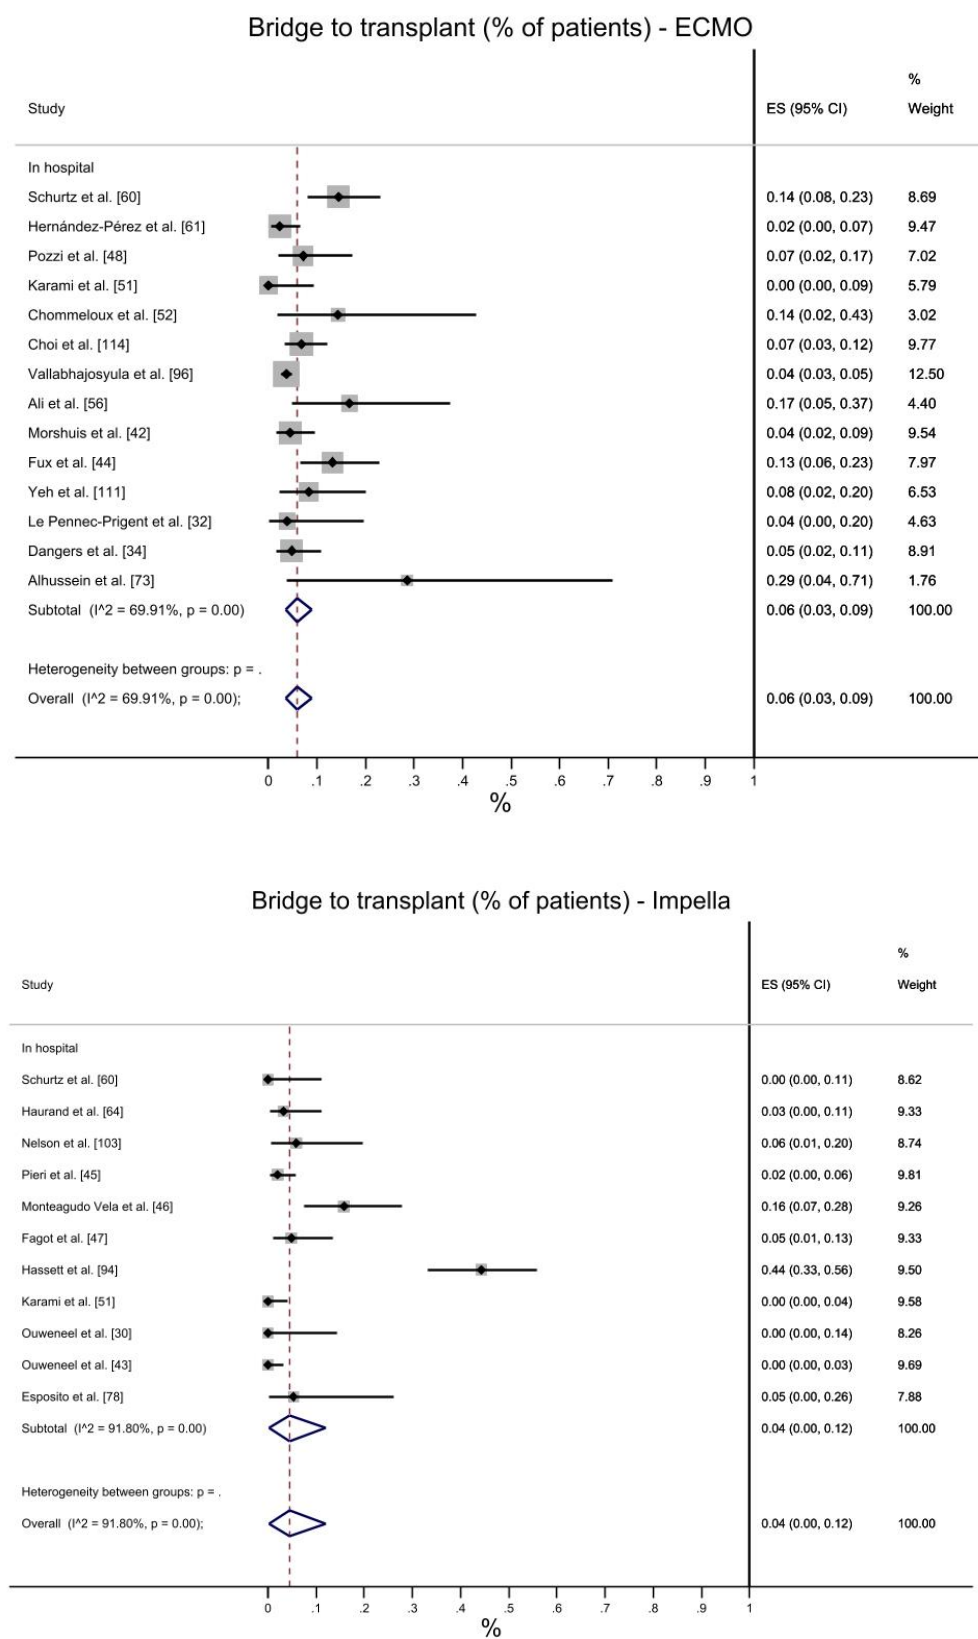 Bridge to transplant (% of patients) - ECMO
%
Study ES (95% CI) Weight
In hospital
Schurtz et al. [60] 0.14 (0.08, 0.23) 8.69
Hernández-Pérez et al. [61] 0.02 (0.00, 0.07) 9.47
Pozzi et al. [48] 0.07 (0.02, 0.17) 7.02
Karami et al. [51] 0.00 (0.00, 0.09) 5.79
Chommeloux et al. [52] 0.14 (0.02, 0.43) 3.02
Choi et al. [114] 0.07 (0.03, 0.12) 9.77
Vallabhajosyula et al. [96] 0.04 (0.03, 0.05) 12.50
Ali et al. [56] 0.17 (0.05, 0.37) 4.40
Morshuis et al. [42] 0.04 (0.02, 0.09) 9.54
Fux et al. [44] 0.13 (0.06, 0.23) 7.97
Yeh et al. [111] 0.08 (0.02, 0.20) 6.53
Le Pennec-Prigent et al. [32] 0.04 (0.00, 0.20) 4.63
Dangers et al. [34] 0.05 (0.02, 0.11) 8.91
Alhussein et al. [73] 0.29 (0.04, 0.71) 1.76
Subtotal (I^2 = 69.91%, p = 0.00) 0.06 (0.03, 0.09) 100.00
Heterogeneity between groups: p = .
Overall (I^2 = 69.91%, p = 0.00); 0.06 (0.03, 0.09) 100.00
0 .1 .2 .3 .4 .5 .6 .7 .8 .9 1
%
Bridge to transplant (% of patients) - Impella
%
Study ES (95% CI) Weight
In hospital
Schurtz et al. [60] 0.00 (0.00, 0.11) 8.62
Haurand et al. [64] 0.03 (0.00, 0.11) 9.33
Nelson et al. [103] 0.06 (0.01, 0.20) 8.74
Pieri et al. [45] 0.02 (0.00, 0.06) 9.81
Monteagudo Vela et al. [46] 0.16 (0.07, 0.28) 9.26
Fagot et al. [47] 0.05 (0.01, 0.13) 9.33
Hassett et al. [94] 0.44 (0.33, 0.56) 9.50
Karami et al. [51] 0.00 (0.00, 0.04) 9.58
Ouweneel et al. [30] 0.00 (0.00, 0.14) 8.26
Ouweneel et al. [43] 0.00 (0.00, 0.03) 9.69
Esposito et al. [78] 0.05 (0.00, 0.26) 7.88
Subtotal (I^2 = 91.80%, p = 0.00) 0.04 (0.00, 0.12) 100.00
Heterogeneity between groups: p = .
Overall (I^2 = 91.80%, p = 0.00); 0.04 (0.00, 0.12) 100.00
0 .1 .2 .3 .4 .5 .6 .7 .8 .9 1
%